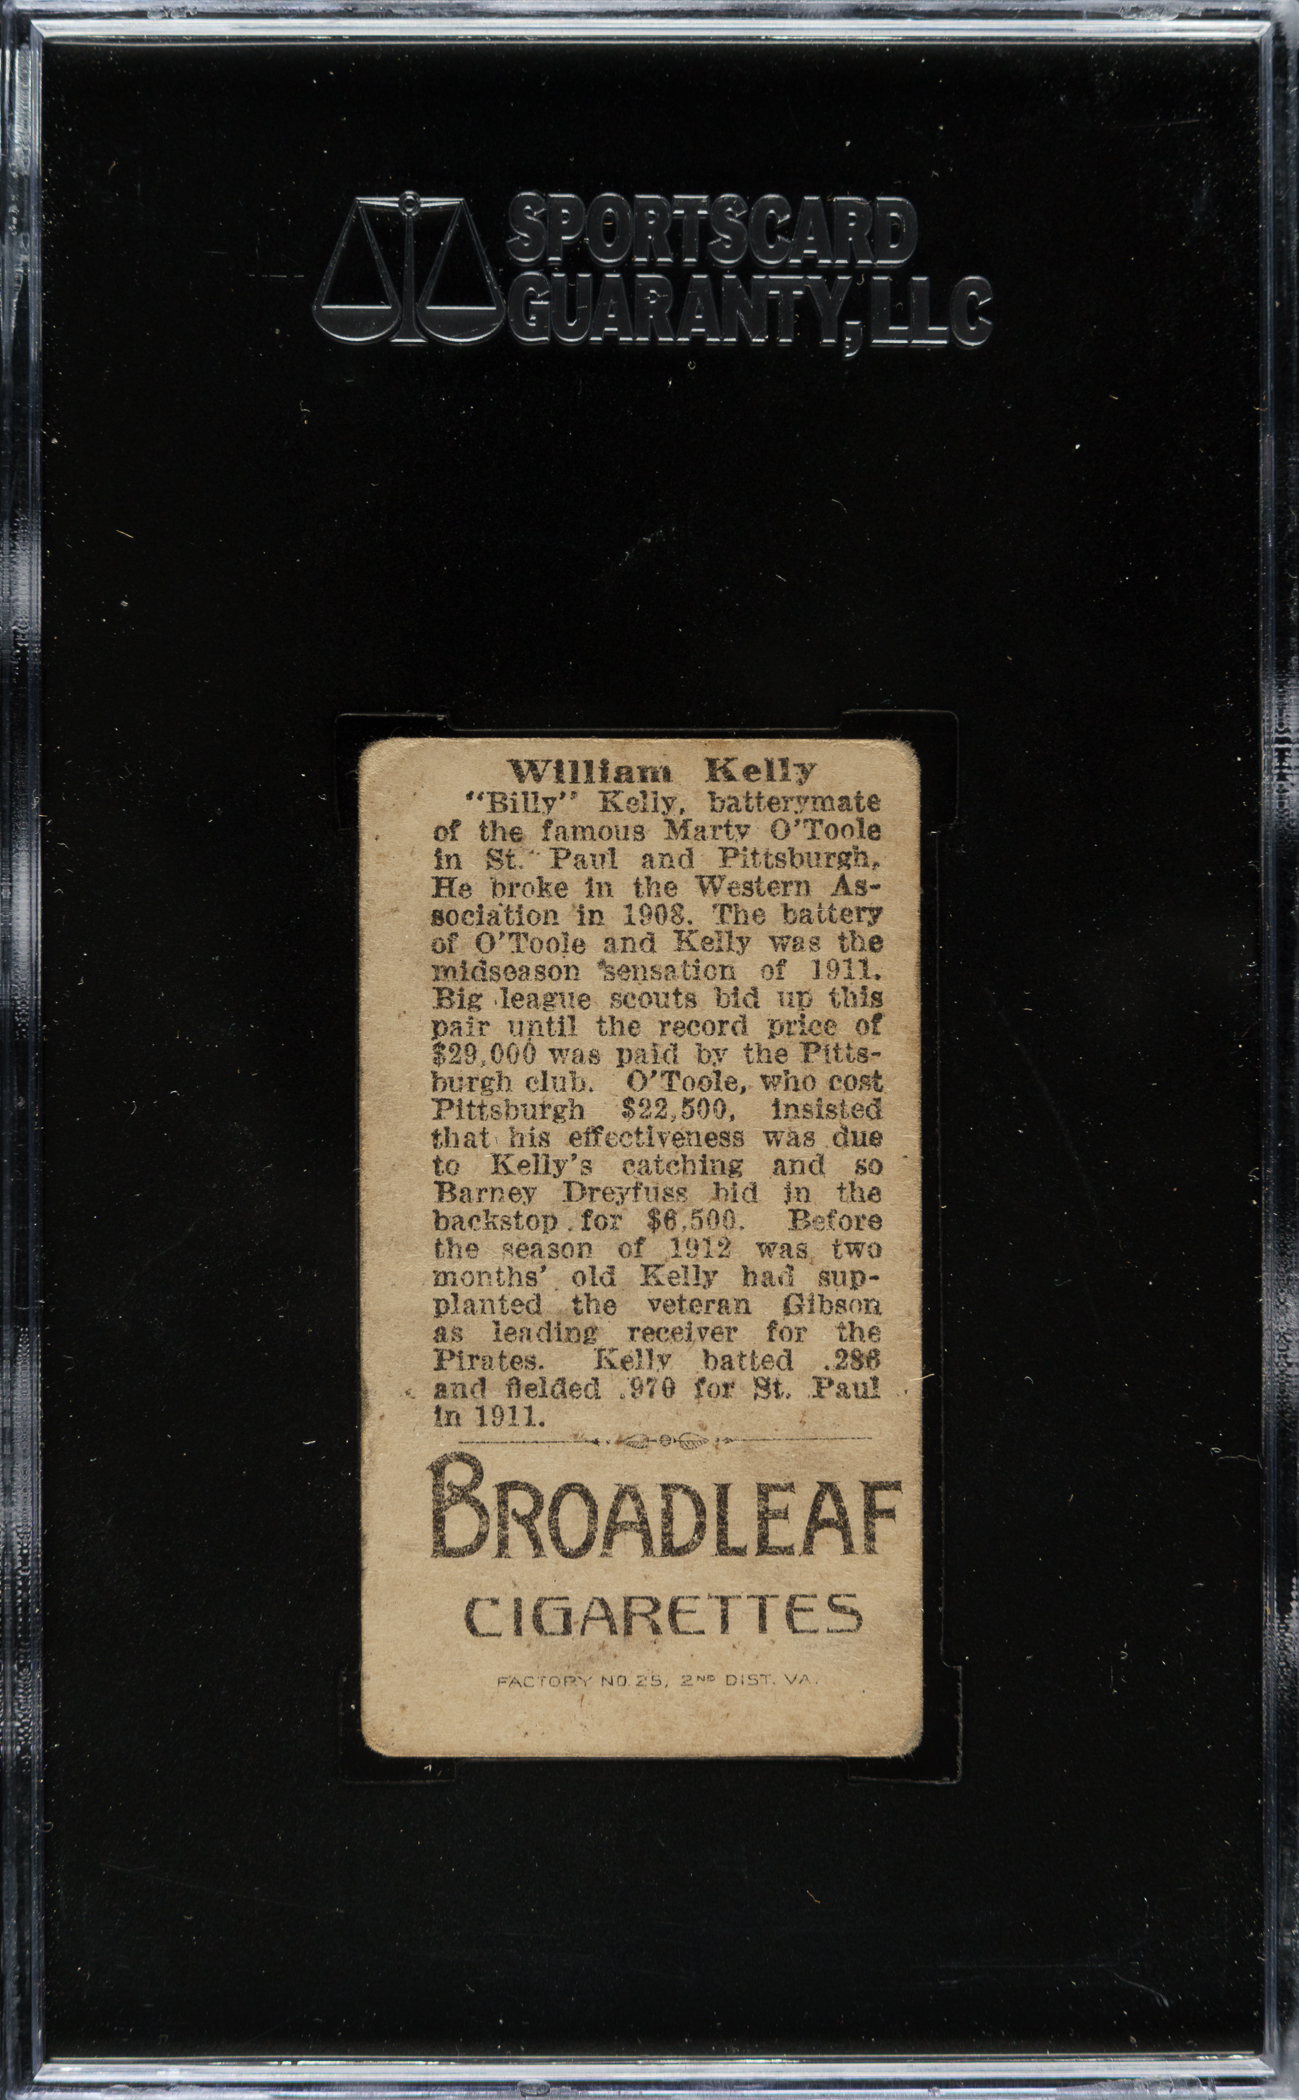 SPORTSCARD
GUARANTY, LLC
William Kelly
"Billy" Kelly, batterymate
of the famous Marty O'Toole
in St. Paul and Pittsburgh.
He broke in the Western As-
sociation in 1908. The battery
of O'Toole and Kelly was the
midseason sensation of 1911.
Big league scouts bid up this
pair until the record price of
$29,000 was paid by the Pitts-
burgh club. O'Toole, who cost
Pittsburgh $22,500, insisted
that his effectiveness was due
to Kelly's catching and so
Barney Dreyfuss bid in the
backstop for $6,500. Before
the season of 1912 was two
months' old Kelly had sup-
planted the veteran Gibson
as leading receiver for the
Pirates. Kelly batted .286
and fielded .970 for St. Paul
in 1911.
BROADLEAF
CIGARETTES
FACTORY NO. 25, 2ND DIST. VA.